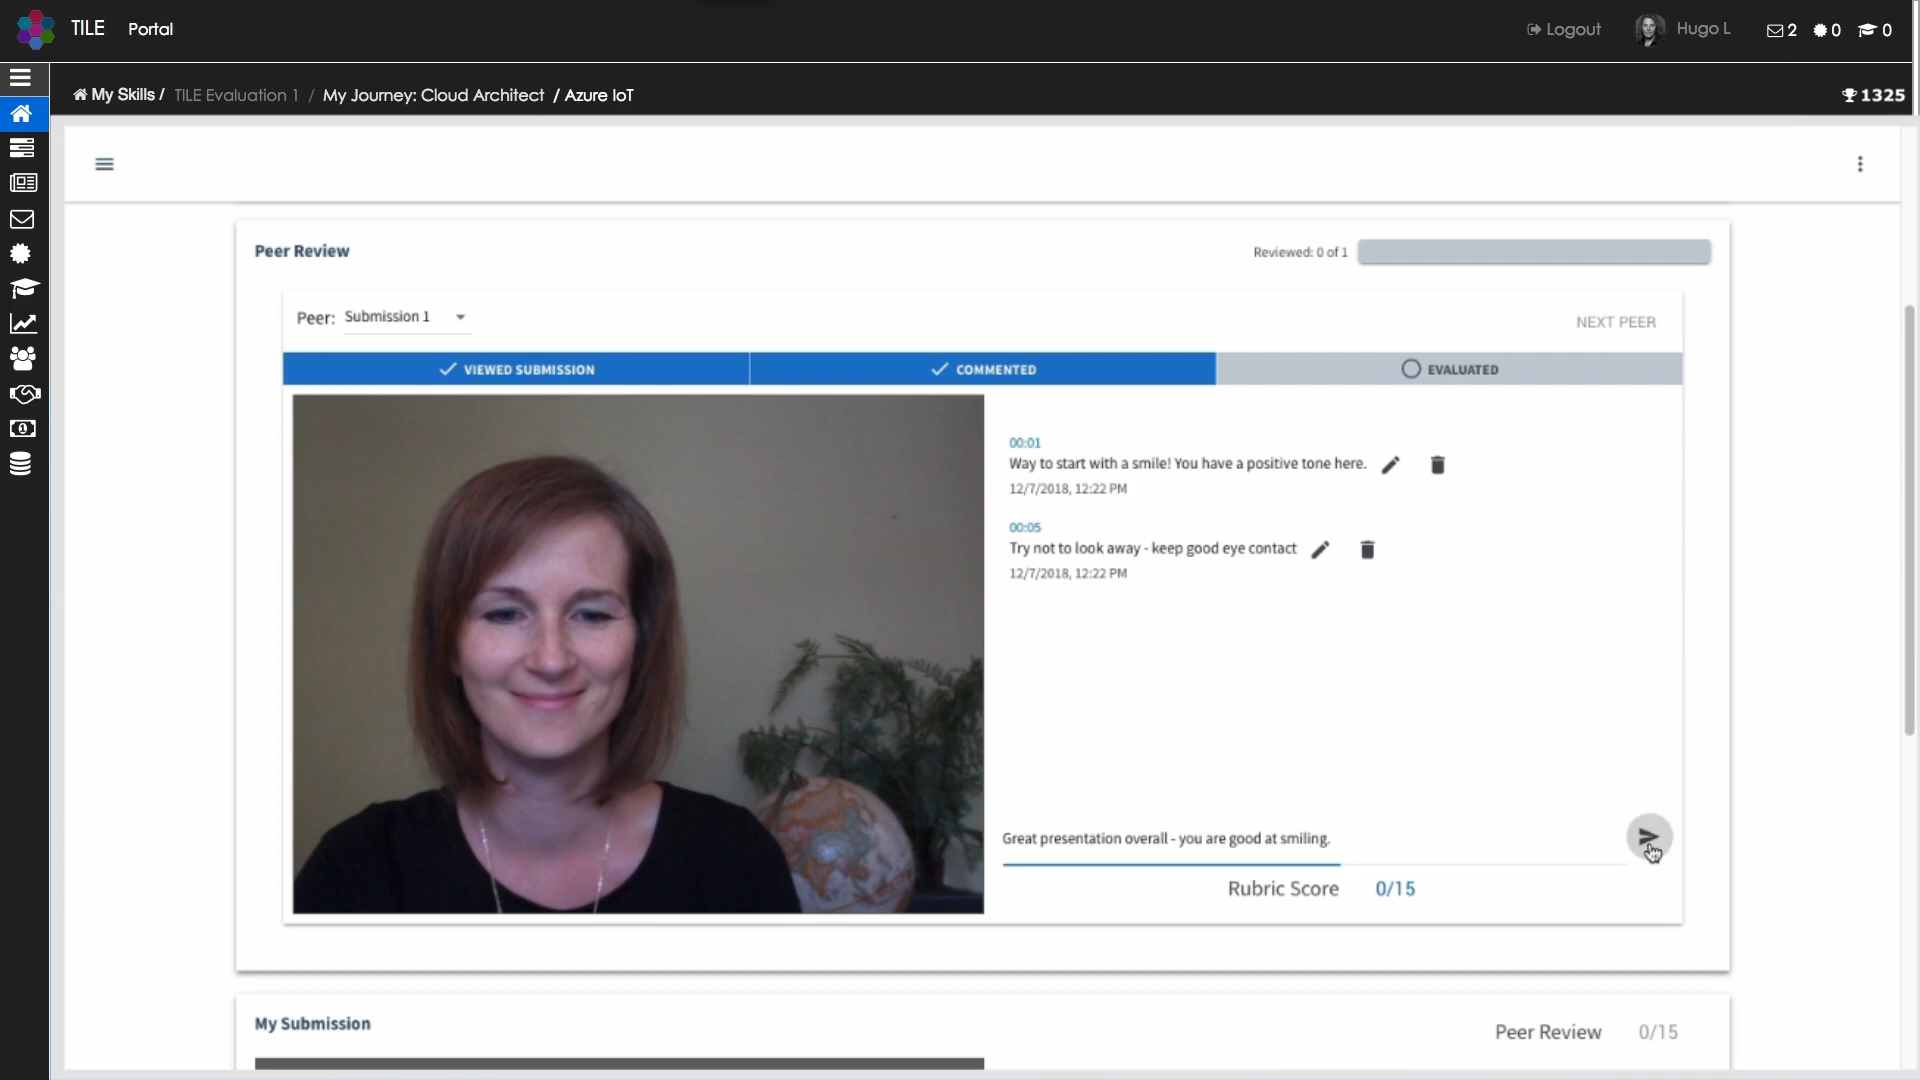 TILE Portal
Logout Hugo L 2 0 0
My Skills / TILE Evaluation 1 / My Journey: Cloud Architect / Azure IoT
1325
Peer Review
Reviewed: 0 of 1
Peer: Submission 1
NEXT PEER
VIEWED SUBMISSION
COMMENTED
EVALUATED
00:01
Way to start with a smile! You have a positive tone here.
12/7/2018, 12:22 PM
00:05
Try not to look away - keep good eye contact
12/7/2018, 12:22 PM
Great presentation overall - you are good at smiling.
Rubric Score 0/15
My Submission
Peer Review 0/15